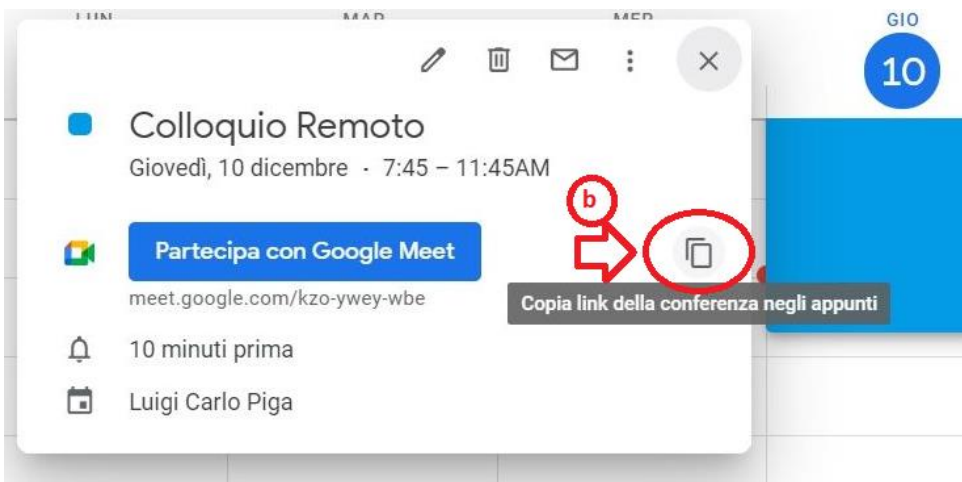 GIO
10
Colloquio Remoto
Giovedì, 10 dicembre · 7:45 – 11:45AM
b
Partecipa con Google Meet
meet.google.com/kzo-ywey-wbe
Copia link della conferenza negli appunti
10 minuti prima
Luigi Carlo Piga